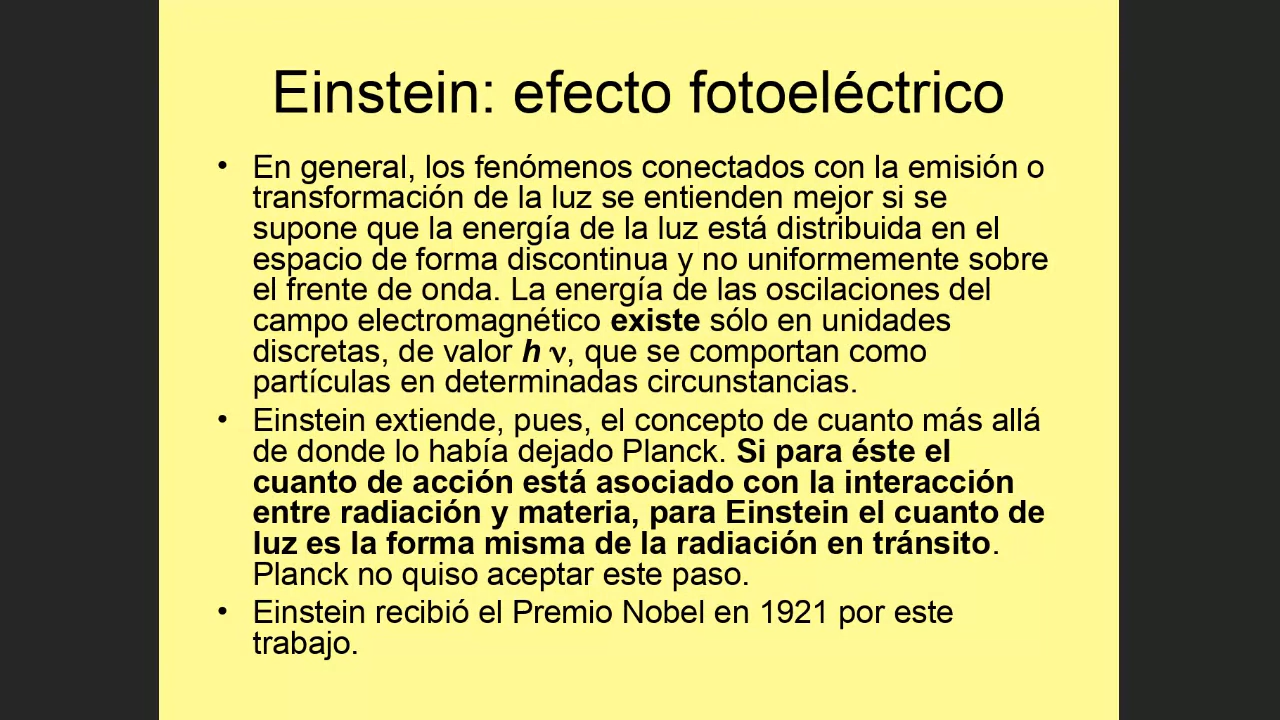 Einstein: efecto fotoeléctrico
• En general, los fenómenos conectados con la emisión o
transformación de la luz se entienden mejor si se
supone que la energía de la luz está distribuida en el
espacio de forma discontinua y no uniformemente sobre
el frente de onda. La energía de las oscilaciones del
campo electromagnético existe sólo en unidades
discretas, de valor h ν, que se comportan como
partículas en determinadas circunstancias.
• Einstein extiende, pues, el concepto de cuanto más allá
de donde lo había dejado Planck. Si para éste el
cuanto de acción está asociado con la interacción
entre radiación y materia, para Einstein el cuanto de
luz es la forma misma de la radiación en tránsito.
Planck no quiso aceptar este paso.
• Einstein recibió el Premio Nobel en 1921 por este
trabajo.